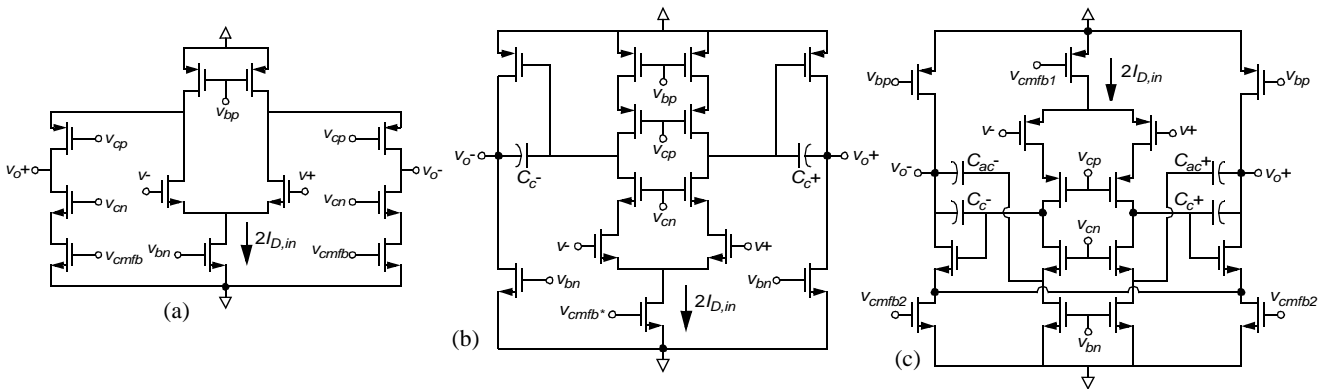 v_bp
v_cp
v_cp
v_o+
v_o-
v-
v+
v_cn
v_cn
v_bn
2I_D,in
v_cmfb
v_cmfb
(a)
v_bp
v_cp
v_o-
v_o+
C_c-
C_c+
v_cn
v-
v+
v_bn
v_bn
v_cmfb*
2I_D,in
(b)
v_bp
v_cmfb1
2I_D,in
v_bp
v-
v+
v_cp
C_ac-
C_ac+
v_o-
v_o+
C_c-
C_c+
v_cn
v_cmfb2
v_cmfb2
v_bn
(c)